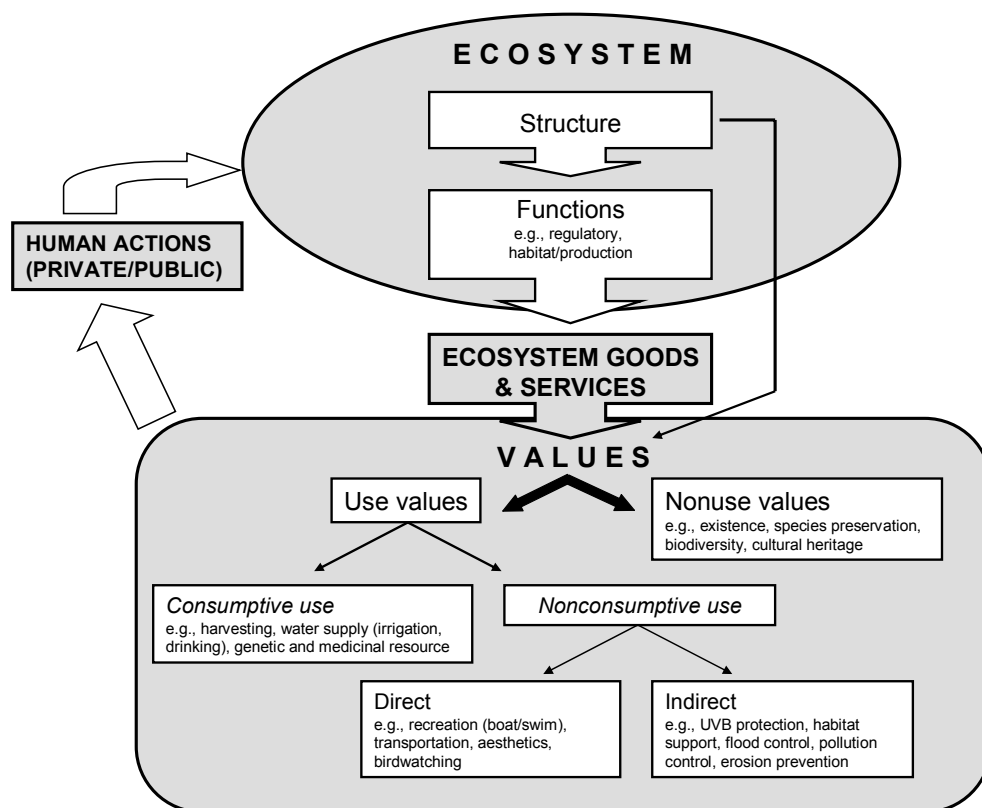 E C O S Y S T E M
Structure
Functions
e.g., regulatory,
habitat/production
HUMAN ACTIONS
(PRIVATE/PUBLIC)
ECOSYSTEM GOODS
& SERVICES
V A L U E S
Use values
Nonuse values
e.g., existence, species preservation,
biodiversity, cultural heritage
Consumptive use
e.g., harvesting, water supply (irrigation,
drinking), genetic and medicinal resource
Nonconsumptive use
Direct
e.g., recreation (boat/swim),
transportation, aesthetics,
birdwatching
Indirect
e.g., UVB protection, habitat
support, flood control, pollution
control, erosion prevention